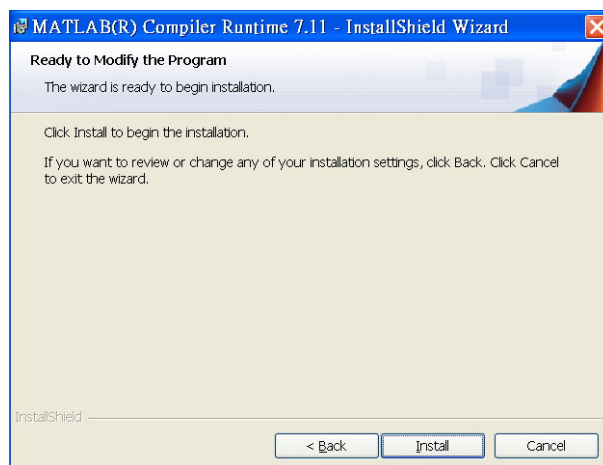 MATLAB(R) Compiler Runtime 7.11 - InstallShield Wizard
Ready to Modify the Program
The wizard is ready to begin installation.
Click Install to begin the installation.
If you want to review or change any of your installation settings, click Back. Click Cancel
to exit the wizard.
InstallShield
< Back Install Cancel